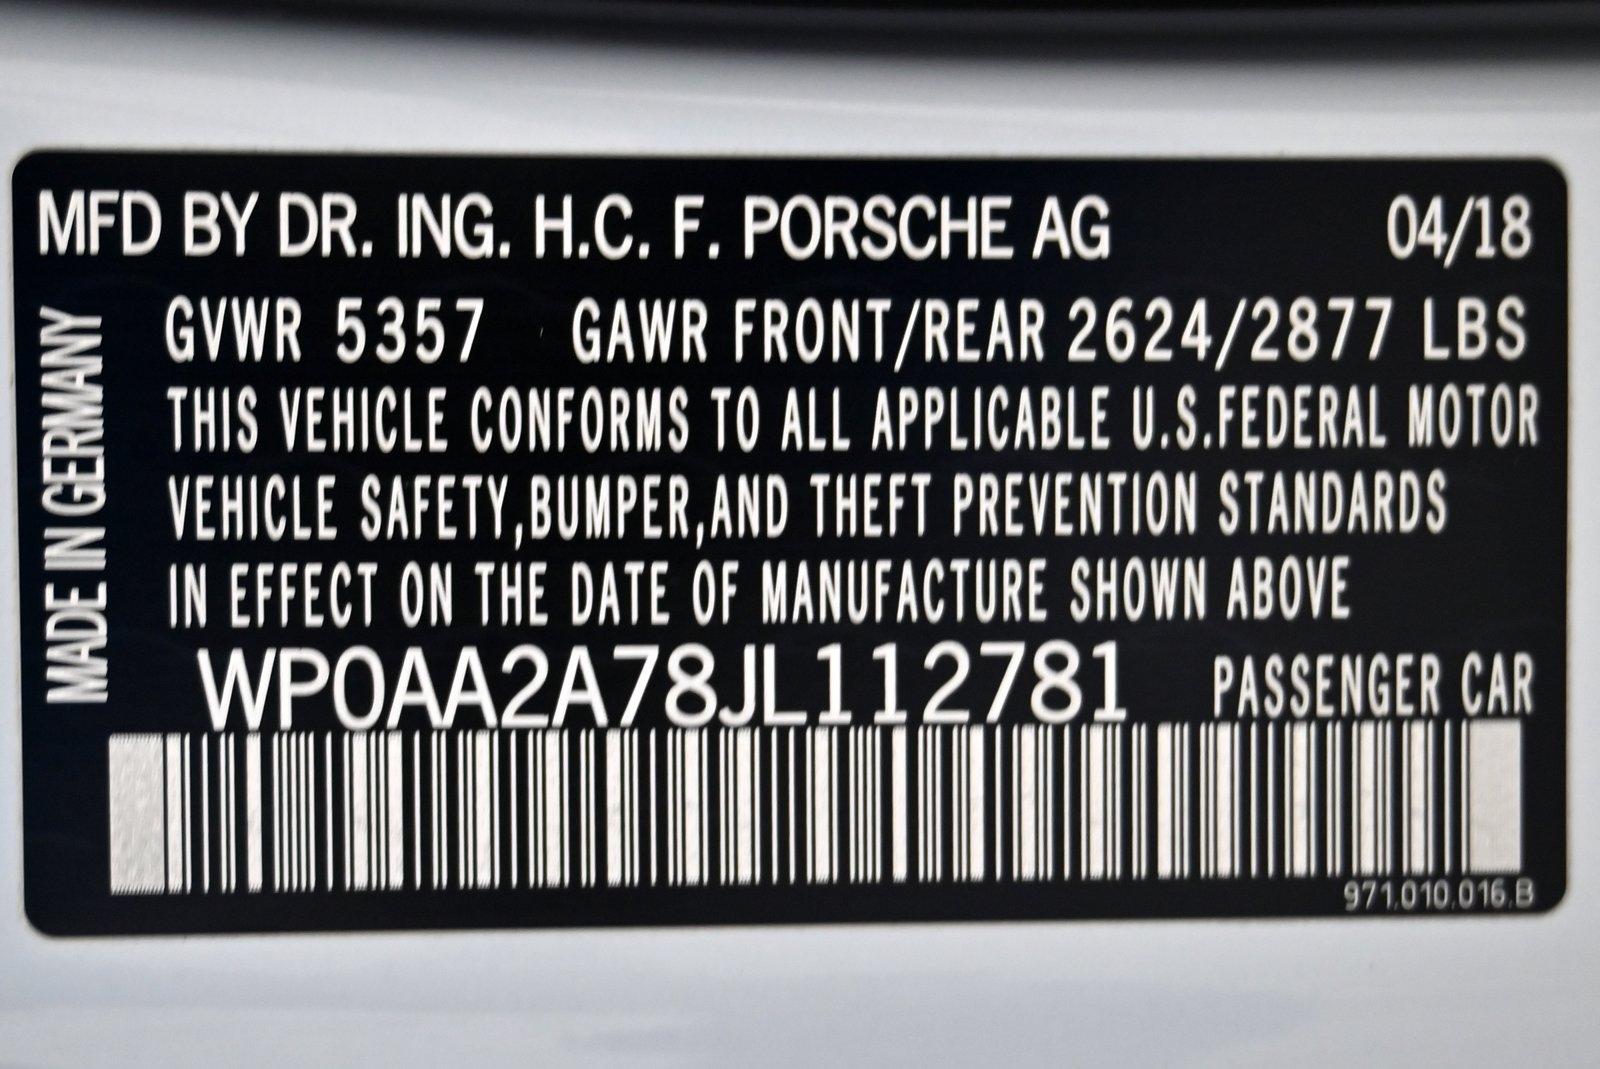 MFD BY DR. ING. H.C. F. PORSCHE AG 04/18
MADE IN GERMANY
GVWR 5357 GAWR FRONT/REAR 2624/2877 LBS
THIS VEHICLE CONFORMS TO ALL APPLICABLE U.S.FEDERAL MOTOR
VEHICLE SAFETY,BUMPER,AND THEFT PREVENTION STANDARDS
IN EFFECT ON THE DATE OF MANUFACTURE SHOWN ABOVE
WP0AA2A78JL112781 PASSENGER CAR
971.010.016.B